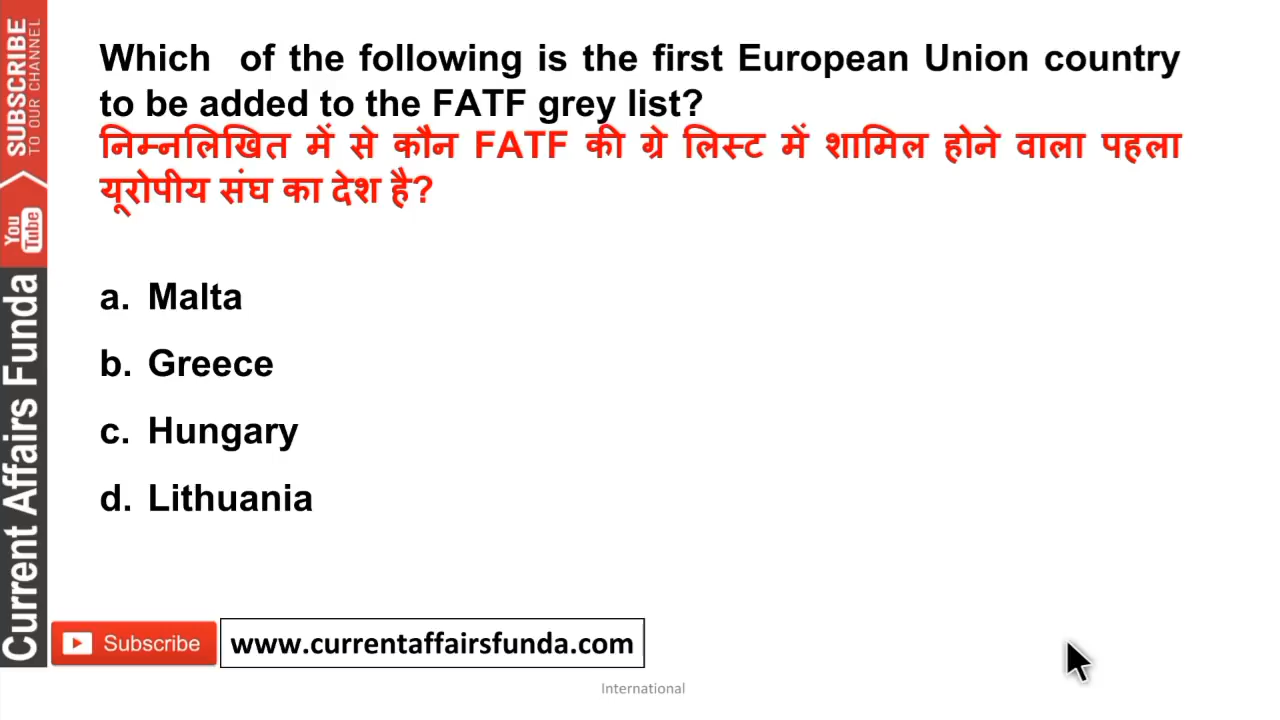 Which of the following is the first European Union country
to be added to the FATF grey list?
निम्नलिखित में से कौन FATF की ग्रे लिस्ट में शामिल होने वाला पहला
यूरोपीय संघ का देश है?
a. Malta
b. Greece
c. Hungary
d. Lithuania
SUBSCRIBE
TO OUR CHANNEL
You
Tube
Current Affairs Funda
Subscribe
www.currentaffairsfunda.com
International